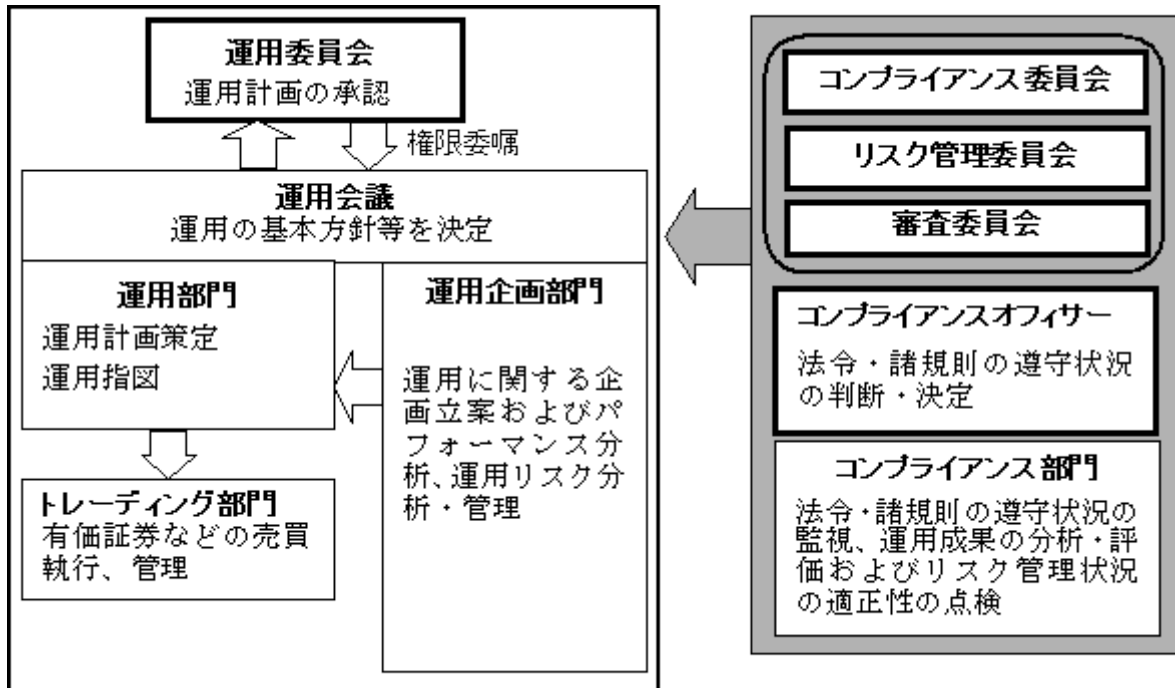 運用委員会
運用計画の承認
権限委嘱
運用会議
運用の基本方針等を決定
運用部門
運用計画策定
運用指図
運用企画部門
運用に関する企
画立案およびパ
フォーマンス分
析、運用リスク分
析・管理
トレーディング部門
有価証券などの売買
執行、管理
コンプライアンス委員会
リスク管理委員会
審査委員会
コンプライアンスオフィサー
法令・諸規則の遵守状況
の判断・決定
コンプライアンス部門
法令・諸規則の遵守状況の
監視、運用成果の分析・評
価およびリスク管理状況
の適正性の点検